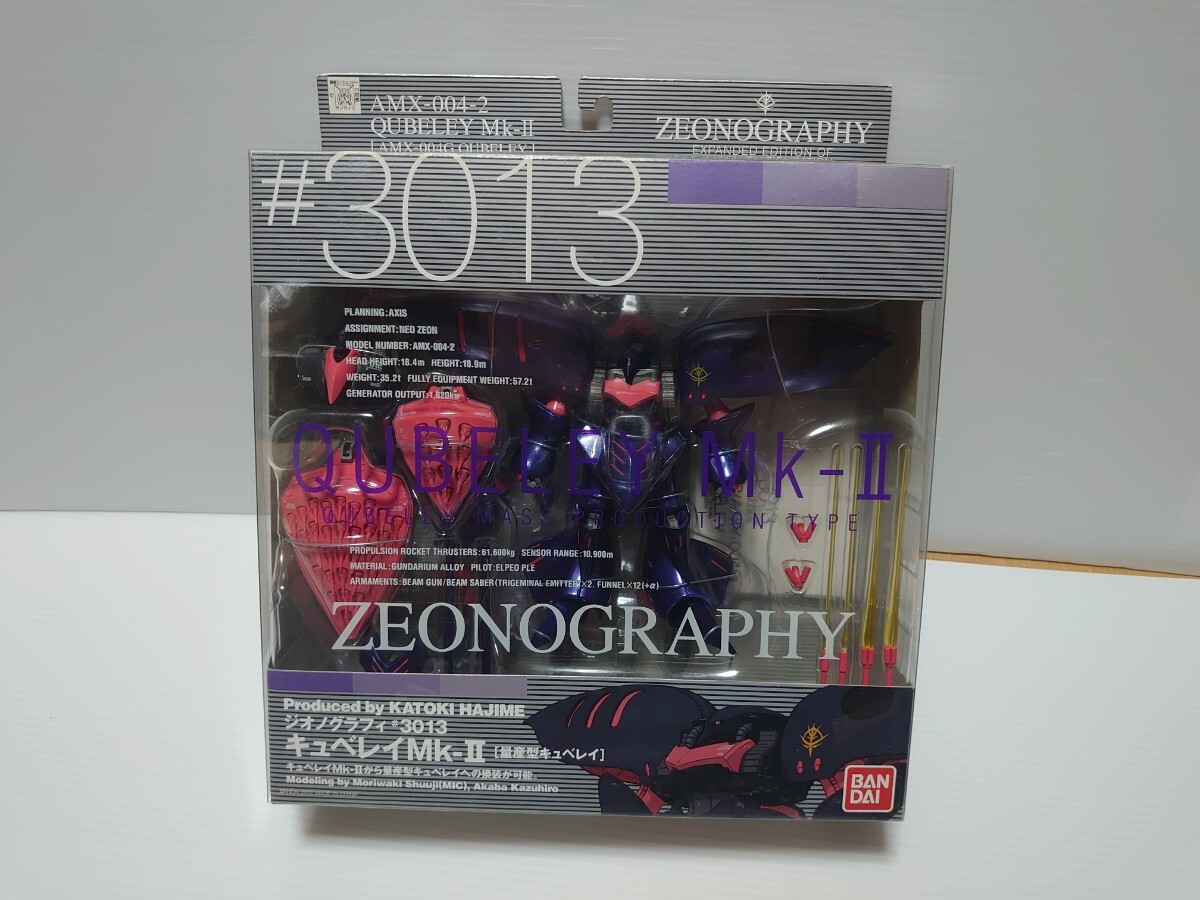 AMX-004-2
QUBELEY Mk-II
[AMX-004G QUBELEY]
ZEONOGRAPHY
EXPANDED EDITION OF
#3013
PLANNING:AXIS
ASSIGNMENT:NEO ZEON
MODEL NUMBER:AMX-004-2
HEAD HEIGHT:18.4m HEIGHT:18.9m
WEIGHT:35.2t FULLY EQUIPMENT WEIGHT:57.2t
GENERATOR OUTPUT:1,820kw
QUBELEY Mk-II
QUBELEY MASS PRODUCTION TYPE
PROPULSION ROCKET THRUSTERS:61,600kg SENSOR RANGE:10,900m
MATERIAL:GUNDARIUM ALLOY PILOT:ELPEO PLE
ARMAMENTS:BEAM GUN/BEAM SABER(TRIGEMINAL EMITTER)×2, FUNNEL×12(+α)
ZEONOGRAPHY
Produced by KATOKI HAJIME
ジオノグラフィ#3013
キュベレイMk-II [量産型キュベレイ]
キュベレイMk-IIから量産型キュベレイへの換装が可能。
Modeling by Moriwaki Shuuji(MIC), Akaba Kazuhiro
BAN
DAI